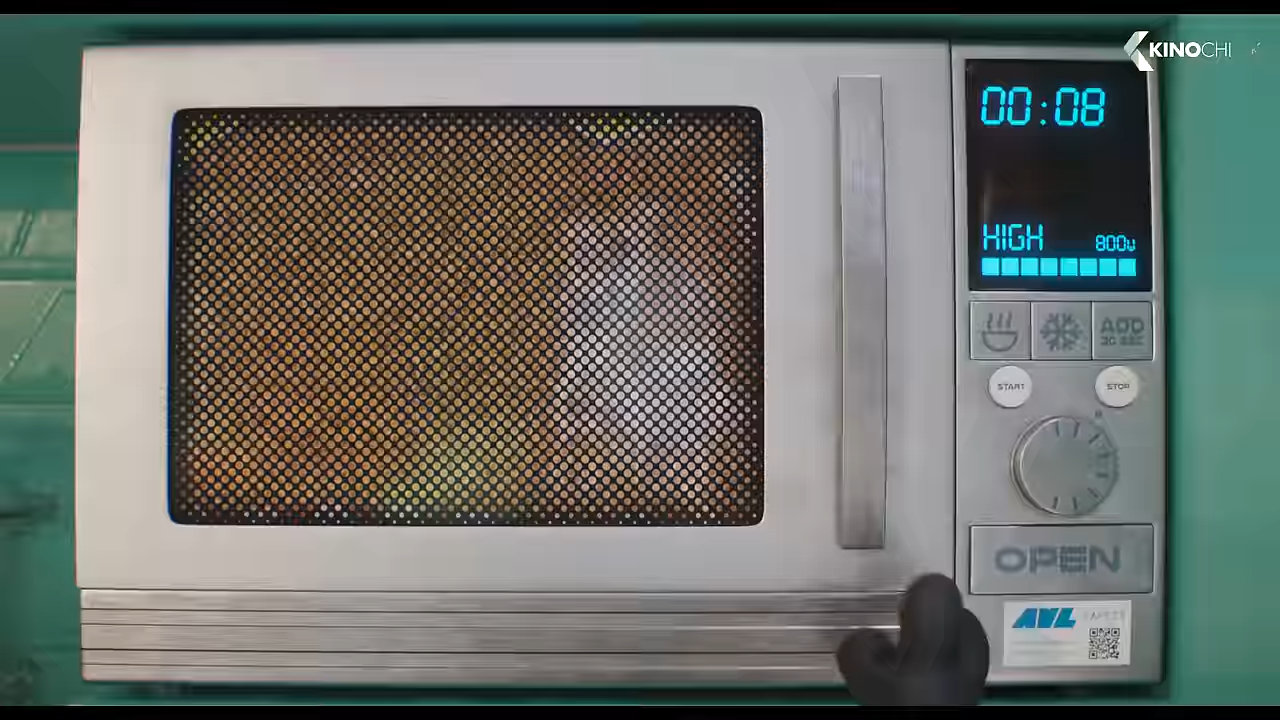 KINOCHI
00:08
HIGH 800w
ADD
30 SEC
START STOP
OPEN
AVL